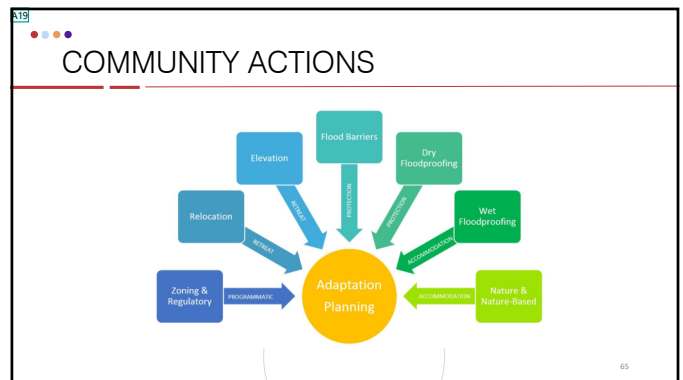 A19
COMMUNITY ACTIONS
Flood Barriers
Elevation
Dry
Floodproofing
Relocation
Wet
Floodproofing
Zoning &
Regulatory
Nature &
Nature-Based
PROGRAMMATIC
RETREAT
RETREAT
PROTECTION
PROTECTION
ACCOMMODATION
ACCOMMODATION
Adaptation
Planning
65